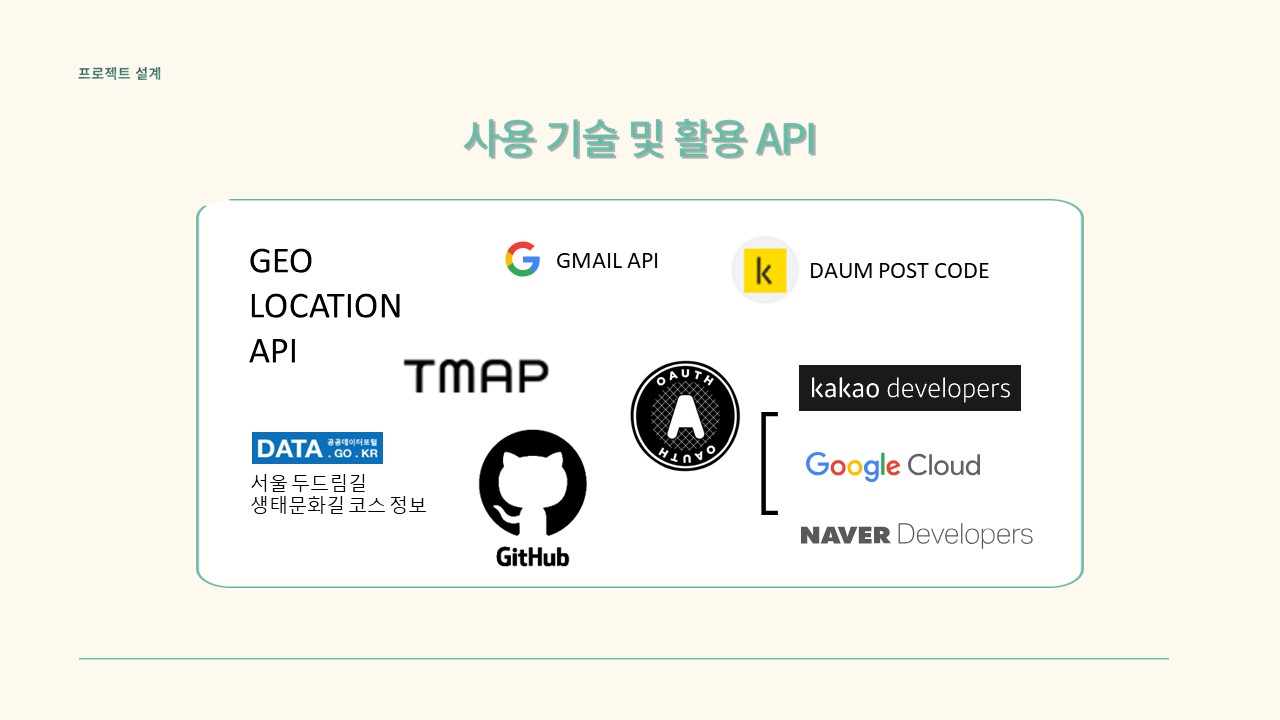 프로젝트 설계
사용 기술 및 활용 API
GEO
LOCATION
API
GMAIL API
k
DAUM POST CODE
TMAP
OAUTH
A
OAUTH
kakao developers
Google Cloud
NAVER Developers
DATA 공공데이터포털
.GO.KR
서울 두드림길
생태문화길 코스 정보
GitHub